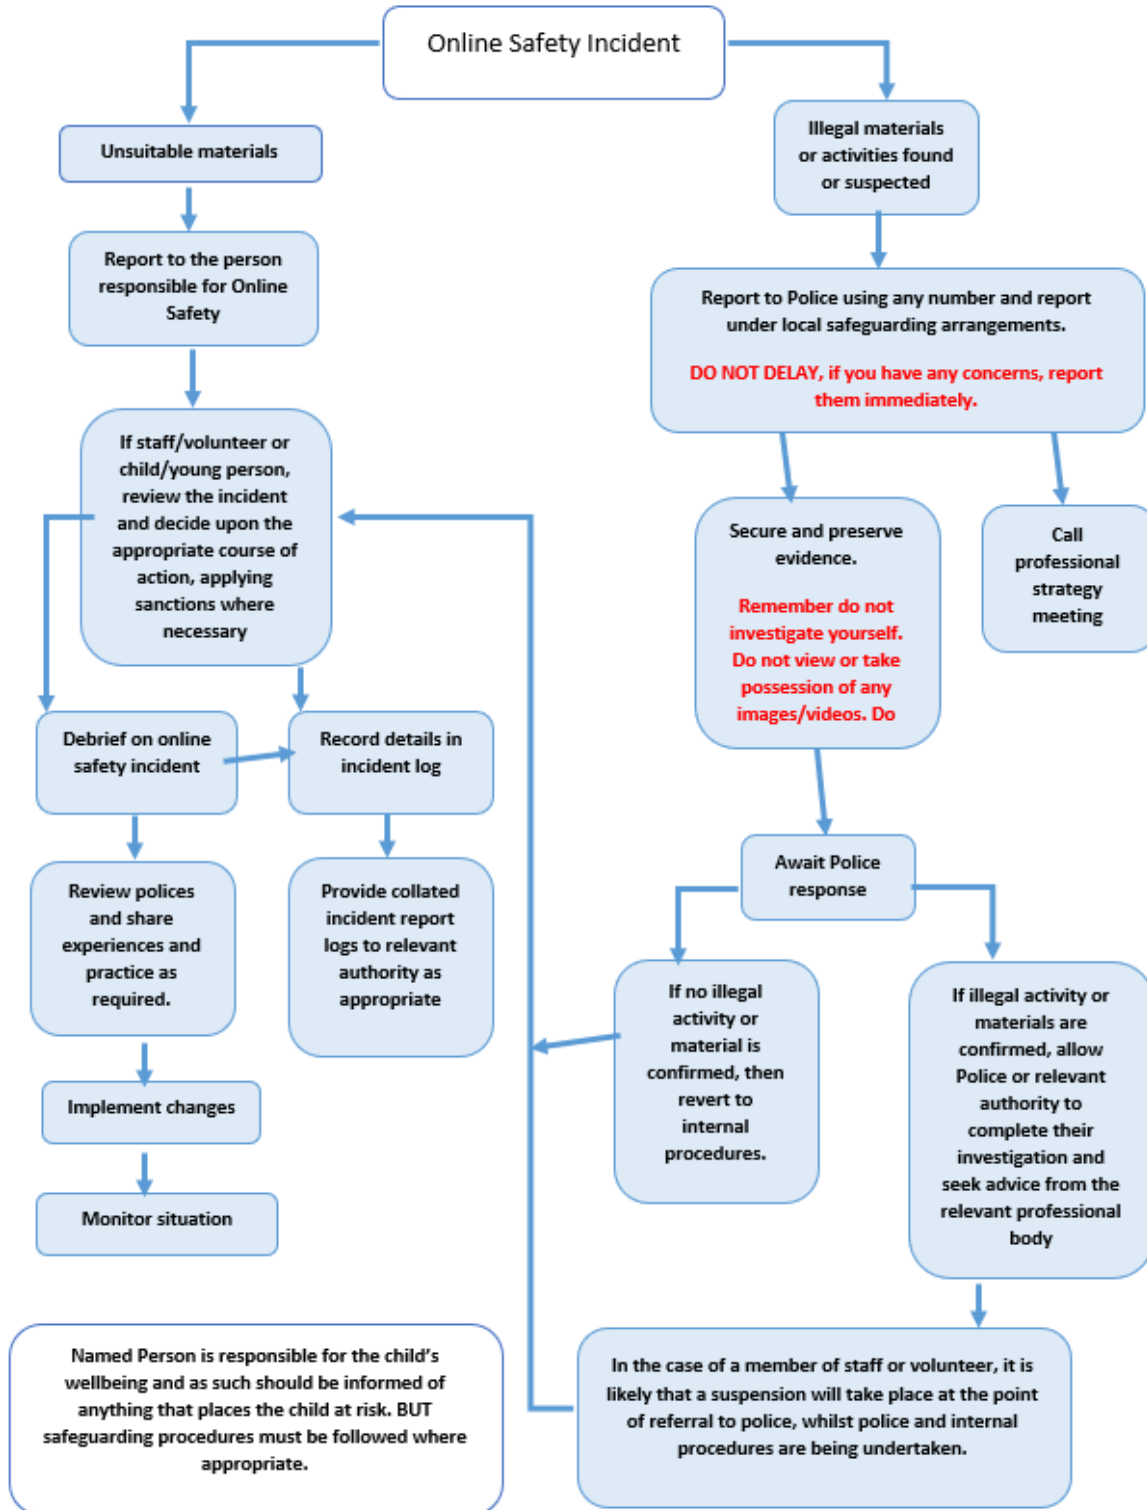 Online Safety Incident
Unsuitable materials
Illegal materials
or activities found
or suspected
Report to the person
responsible for Online
Safety
Report to Police using any number and report
under local safeguarding arrangements.
DO NOT DELAY, if you have any concerns, report
them immediately.
If staff/volunteer or
child/young person,
review the incident
and decide upon the
appropriate course of
action, applying
sanctions where
necessary
Secure and preserve
evidence.
Remember do not
investigate yourself.
Do not view or take
possession of any
images/videos. Do
Call
professional
strategy
meeting
Debrief on online
safety incident
Record details in
incident log
Review polices
and share
experiences and
practice as
required.
Provide collated
incident report
logs to relevant
authority as
appropriate
Await Police
response
If no illegal
activity or
material is
confirmed, then
revert to
internal
procedures.
If illegal activity or
materials are
confirmed, allow
Police or relevant
authority to
complete their
investigation and
seek advice from the
relevant professional
body
Implement changes
Monitor situation
Named Person is responsible for the child's
wellbeing and as such should be informed of
anything that places the child at risk. BUT
safeguarding procedures must be followed where
appropriate.
In the case of a member of staff or volunteer, it is
likely that a suspension will take place at the point
of referral to police, whilst police and internal
procedures are being undertaken.